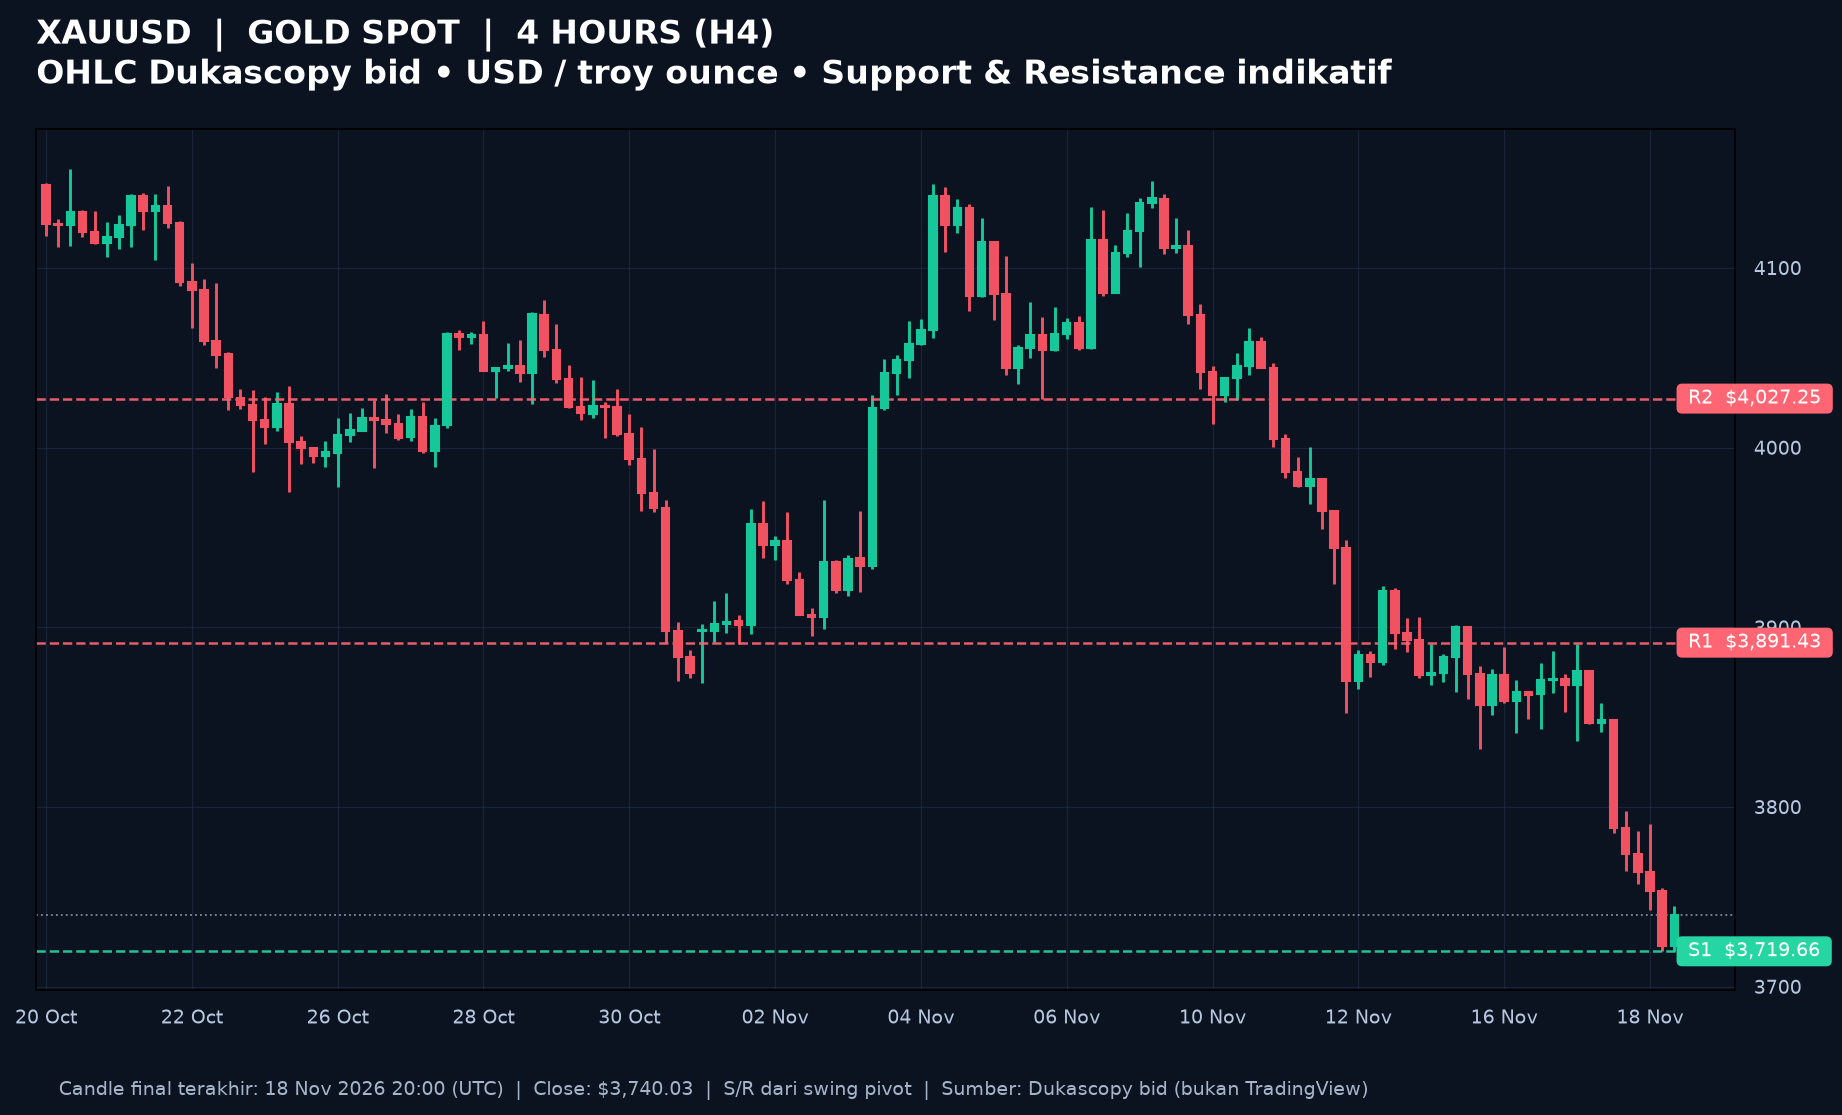 XAUUSD | GOLD SPOT | 4 HOURS (H4)
OHLC Dukascopy bid • USD / troy ounce • Support & Resistance indikatif
4100
R2 $4,027.25
4000
3900
R1 $3,891.43
3800
S1 $3,719.66
3700
20 Oct 22 Oct 26 Oct 28 Oct 30 Oct 02 Nov 04 Nov 06 Nov 10 Nov 12 Nov 16 Nov 18 Nov
Candle final terakhir: 18 Nov 2026 20:00 (UTC) | Close: $3,740.03 | S/R dari swing pivot | Sumber: Dukascopy bid (bukan TradingView)